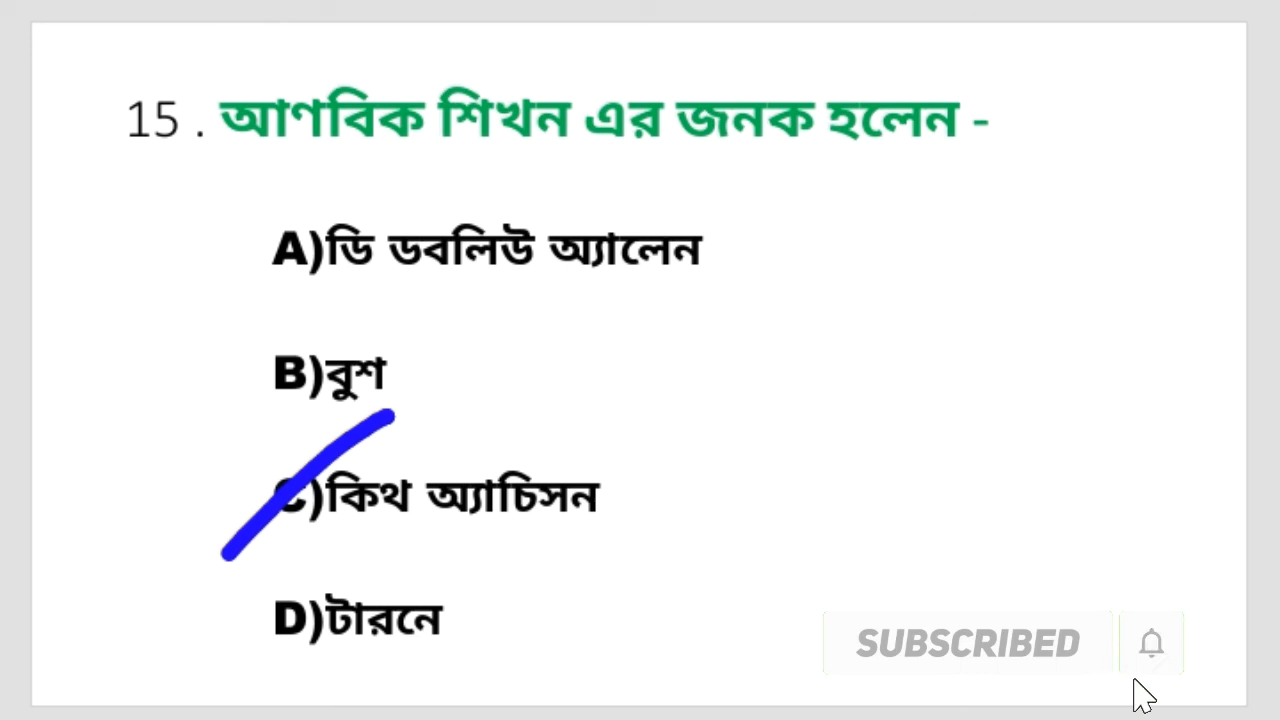 15 . আণবিক শিখন এর জনক হলেন -
A)ডি ডবলিউ অ্যালেন
B)বুশ
C)কিথ অ্যাচিসন
D)টারনে
SUBSCRIBED